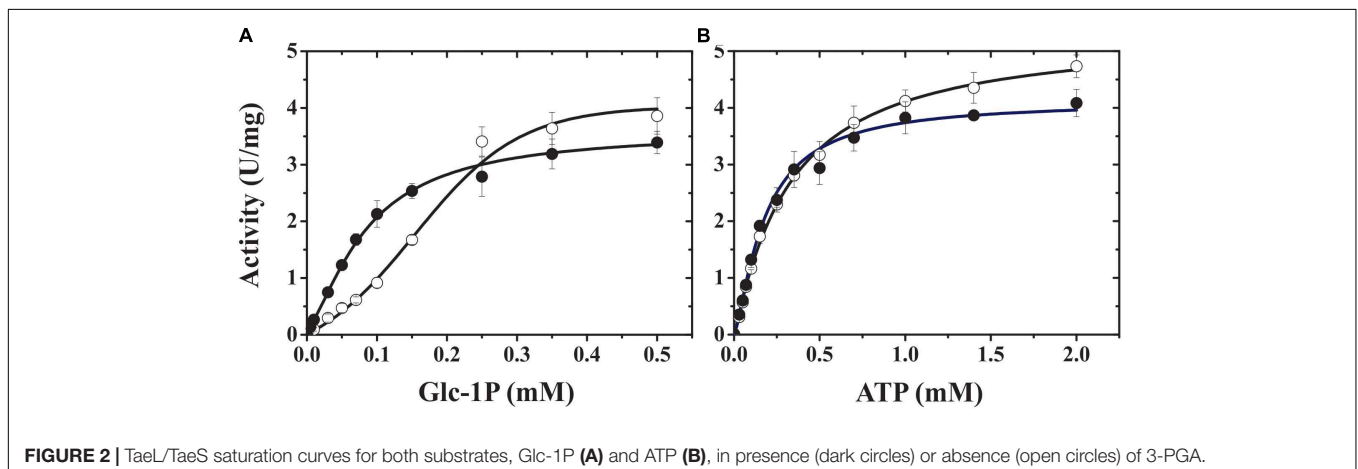 A
B
5
4
3
2
1
0
Activity (U/mg)
0.0 0.1 0.2 0.3 0.4 0.5
Glc-1P (mM)
5
4
3
2
1
0
0.0 0.5 1.0 1.5 2.0
ATP (mM)
FIGURE 2 | TaeL/TaeS saturation curves for both substrates, Glc-1P (A) and ATP (B), in presence (dark circles) or absence (open circles) of 3-PGA.